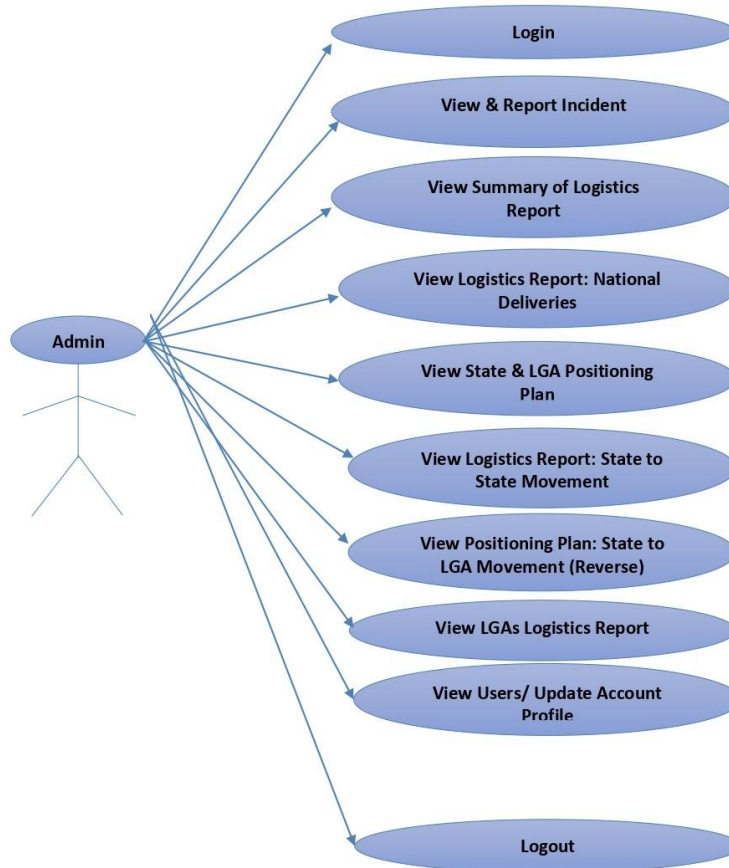 Login
View & Report Incident
View Summary of Logistics
Report
View Logistics Report: National
Deliveries
Admin
View State & LGA Positioning
Plan
View Logistics Report: State to
State Movement
View Positioning Plan: State to
LGA Movement (Reverse)
View LGAs Logistics Report
View Users/ Update Account
Profile
Logout